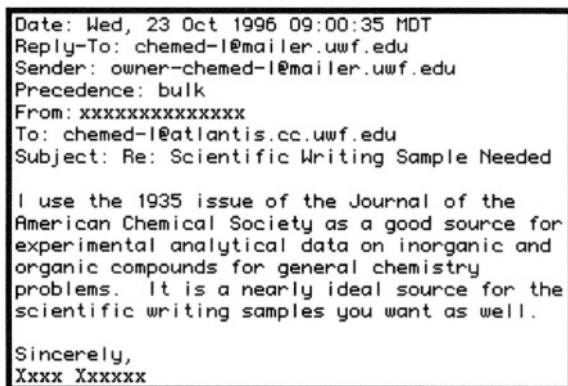 Date: Wed, 23 Oct 1996 09:00:35 MDT
Reply-To: chemed-l@mailer.uwf.edu
Sender: owner-chemed-l@mailer.uwf.edu
Precedence: bulk
From: xxxxxxxxxxxxxx
To: chemed-l@atlantis.cc.uwf.edu
Subject: Re: Scientific Writing Sample Needed
I use the 1935 issue of the Journal of the
American Chemical Society as a good source for
experimental analytical data on inorganic and
organic compounds for general chemistry
problems. It is a nearly ideal source for the
scientific writing samples you want as well.
Sincerely,
Xxxx Xxxxxx